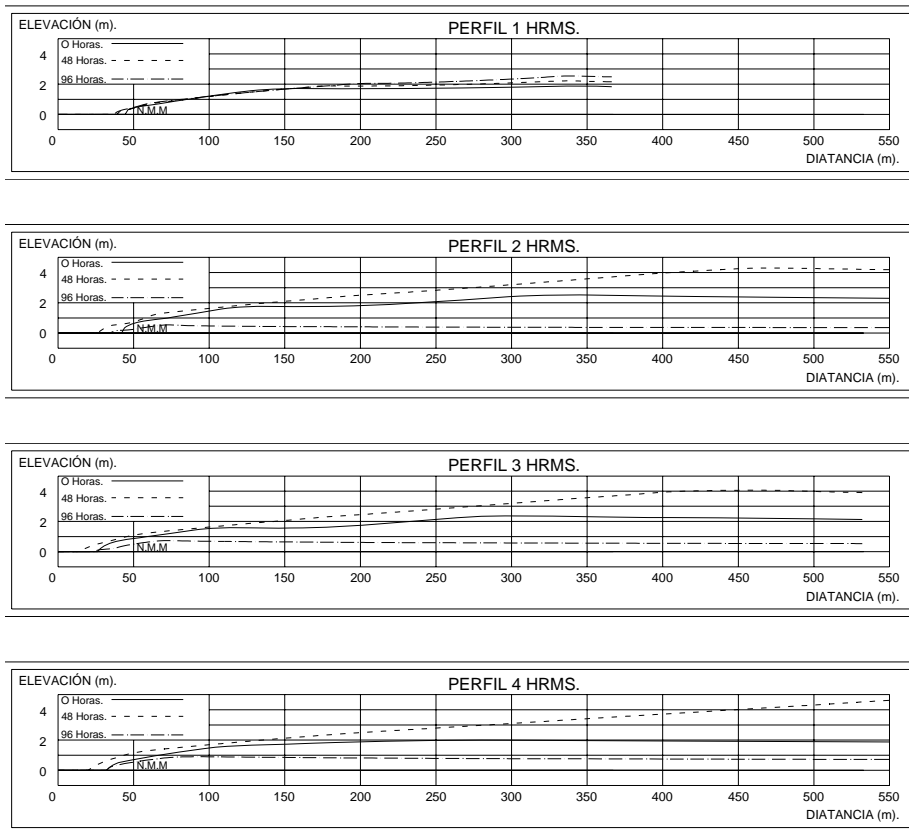 ELEVACIÓN (m).
PERFIL 1 HRMS.
O Horas.
4
48 Horas.
2
96 Horas.
N.M.M
0
0 50 100 150 200 250 300 350 400 450 500 550
DIATANCIA (m).
ELEVACIÓN (m).
PERFIL 2 HRMS.
O Horas.
4
48 Horas.
2
96 Horas.
N.M.M
0
0 50 100 150 200 250 300 350 400 450 500 550
DIATANCIA (m).
ELEVACIÓN (m).
PERFIL 3 HRMS.
O Horas.
4
48 Horas.
2
96 Horas.
N.M.M
0
0 50 100 150 200 250 300 350 400 450 500 550
DIATANCIA (m).
ELEVACIÓN (m).
PERFIL 4 HRMS.
O Horas.
4
48 Horas.
2
96 Horas.
N.M.M
0
0 50 100 150 200 250 300 350 400 450 500 550
DIATANCIA (m).